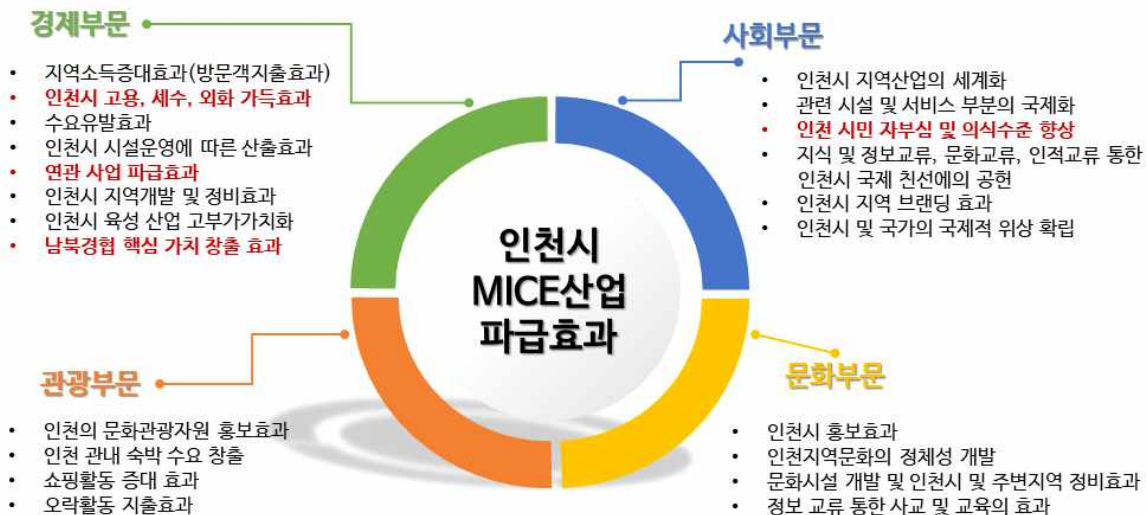 경제부문
• 지역소득증대효과(방문객지출효과)
• 인천시 고용, 세수, 외화 가득효과
• 수요유발효과
• 인천시 시설운영에 따른 산출효과
• 연관 사업 파급효과
• 인천시 지역개발 및 정비효과
• 인천시 육성 산업 고부가가치화
• 남북경협 핵심 가치 창출 효과
사회부문
• 인천시 지역산업의 세계화
• 관련 시설 및 서비스 부분의 국제화
• 인천 시민 자부심 및 의식수준 향상
• 지식 및 정보교류, 문화교류, 인적교류 통한
인천시 국제 친선에의 공헌
• 인천시 지역 브랜딩 효과
• 인천시 및 국가의 국제적 위상 확립
인천시
MICE산업
파급효과
관광부문
• 인천의 문화관광자원 홍보효과
• 인천 관내 숙박 수요 창출
• 쇼핑활동 증대 효과
• 오락활동 지출효과
문화부문
• 인천시 홍보효과
• 인천지역문화의 정체성 개발
• 문화시설 개발 및 인천시 및 주변지역 정비효과
• 정보 교류 통한 사교 및 교육의 효과